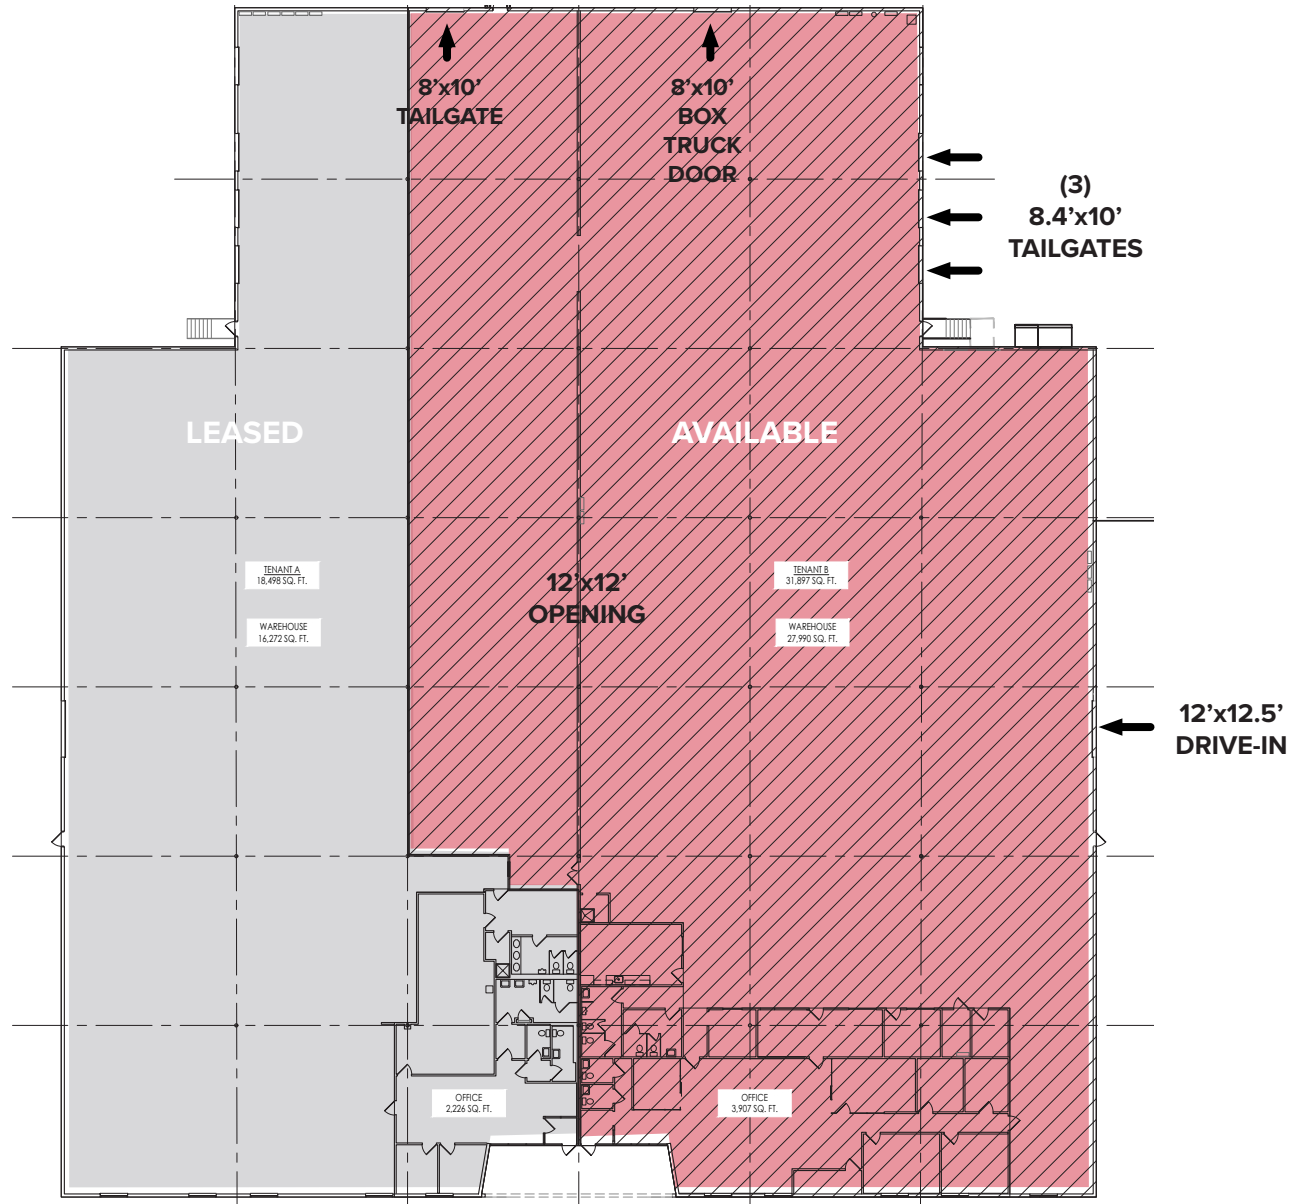 8’x10’
TAILGATE
8’x10’
BOX
TRUCK
DOOR
(3)
8.4’x10’
TAILGATES
LEASED
AVAILABLE
TENANT A
18,498 SQ. FT.
12’x12’
OPENING
TENANT B
31,897 SQ. FT.
WAREHOUSE
16,272 SQ. FT.
WAREHOUSE
27,990 SQ. FT.
12’x12.5’
DRIVE-IN
OFFICE
2,226 SQ. FT.
OFFICE
3,907 SQ. FT.